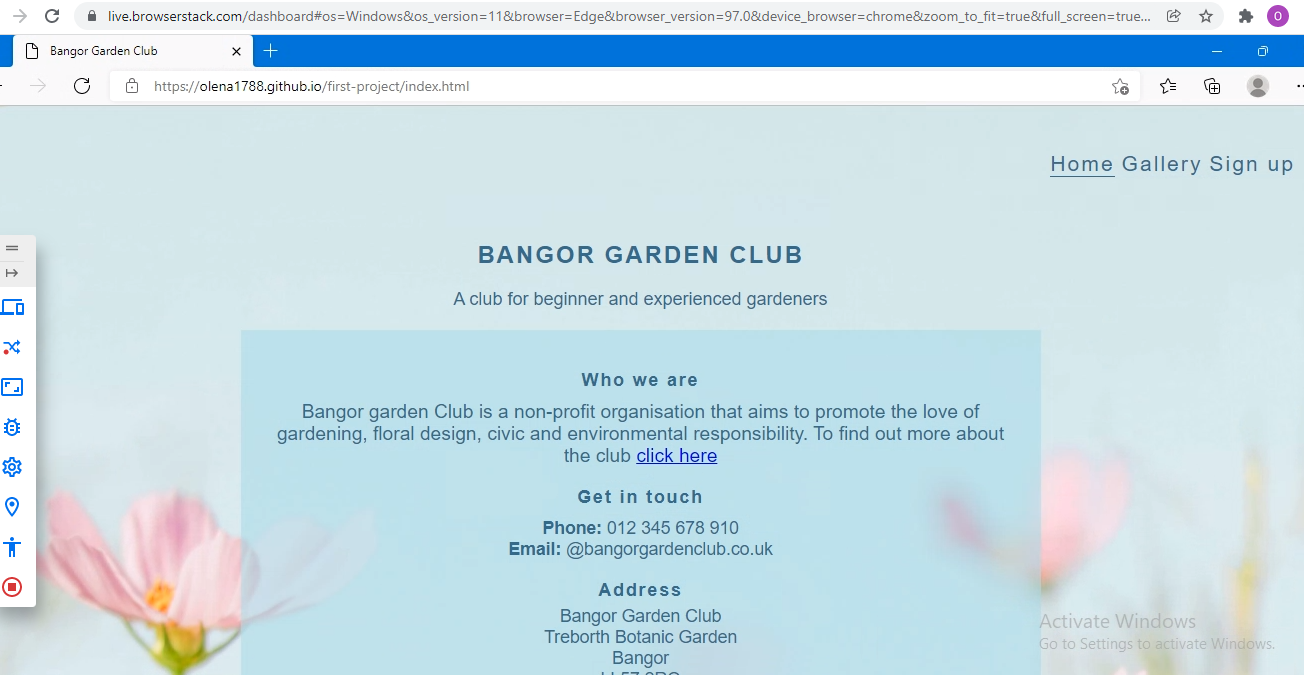 live.browserstack.com/dashboard#os=Windows&os_version=11&browser=Edge&browser_version=97.0&device_browser=chrome&zoom_to_fit=true&full_screen=true...
O
Bangor Garden Club
https://olena1788.github.io/first-project/index.html
Home Gallery Sign up
BANGOR GARDEN CLUB
A club for beginner and experienced gardeners
Who we are
Bangor garden Club is a non-profit organisation that aims to promote the love of
gardening, floral design, civic and environmental responsibility. To find out more about
the club click here
Get in touch
Phone: 012 345 678 910
Email: @bangorgardenclub.co.uk
Address
Bangor Garden Club
Treborth Botanic Garden
Bangor
Activate Windows
Go to Settings to activate Windows.